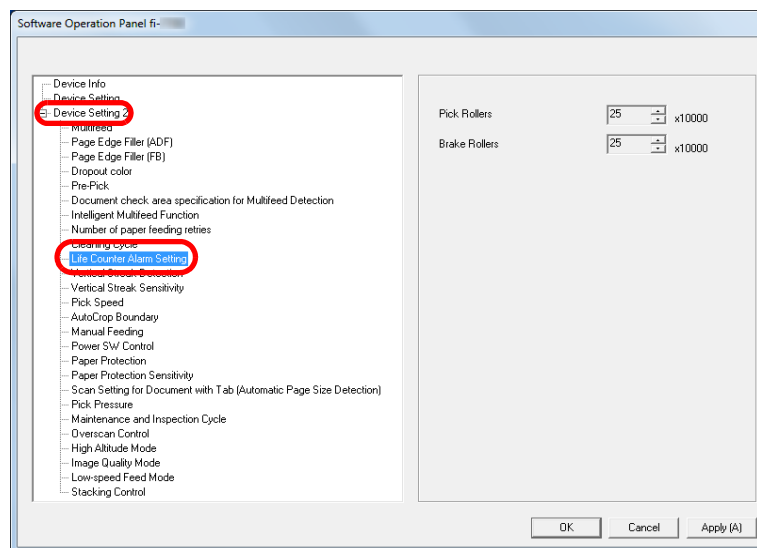 Software Operation Panel fi-
Device Info
Device Setting
Device Setting 2
Multifeed
Page Edge Filler (ADF)
Page Edge Filler (FB)
Dropout color
Pre-Pick
Document check area specification for Multifeed Detection
Intelligent Multifeed Function
Number of paper feeding retries
Cleaning Cycle
Life Counter Alarm Setting
Vertical Streak Detection
Vertical Streak Sensitivity
Pick Speed
AutoCrop Boundary
Manual Feeding
Power SW Control
Paper Protection
Paper Protection Sensitivity
Scan Setting for Document with Tab (Automatic Page Size Detection)
Pick Pressure
Maintenance and Inspection Cycle
Overscan Control
High Altitude Mode
Image Quality Mode
Low-speed Feed Mode
Stacking Control
Pick Rollers 25 x10000
Brake Rollers 25 x10000
OK Cancel Apply (A)